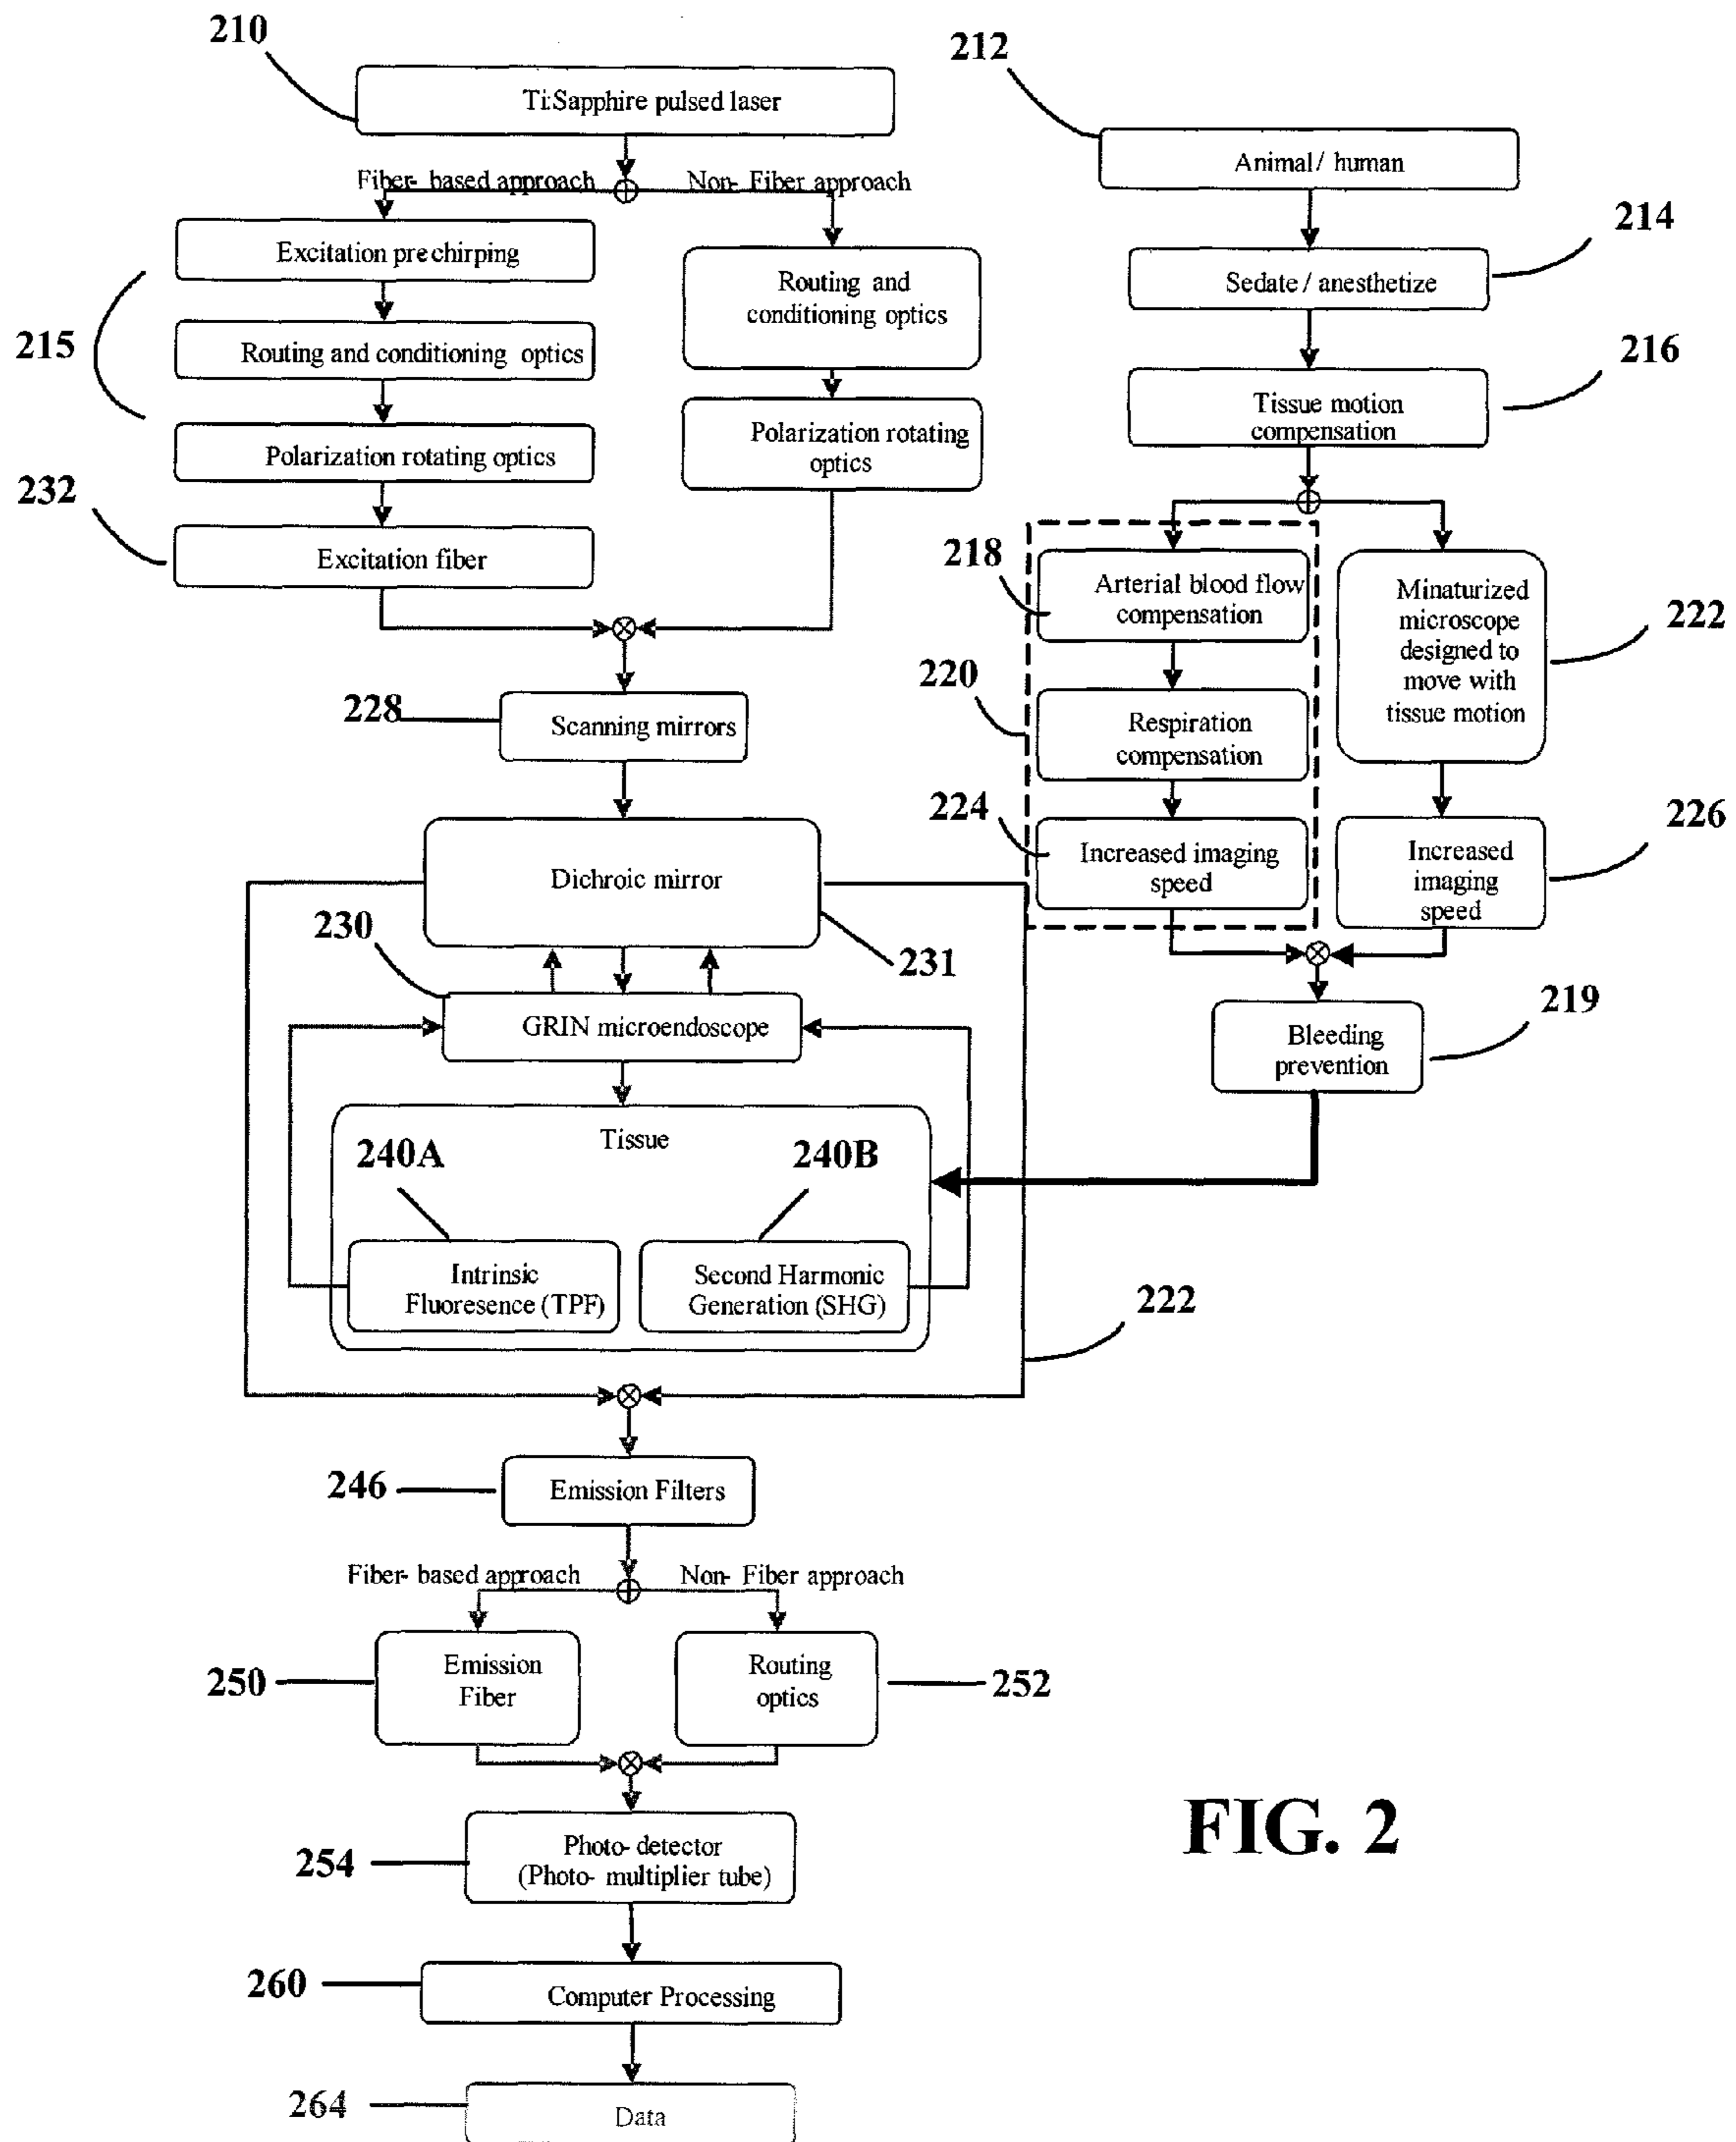 210
Ti:Sapphire pulsed laser
Fiber- based approach
Non- Fiber approach
Excitation prechirping
215
Routing and conditioning optics
Polarization rotating optics
232
Excitation fiber
Routing and
conditioning optics
Polarization rotating
optics
228
Scanning mirrors
Dichroic mirror
231
230
GRIN microendoscope
Tissue
240A
240B
Intrinsic
Fluoresence (TPF)
Second Harmonic
Generation (SHG)
222
246
Emission Filters
Fiber- based approach
Non- Fiber approach
250
Emission
Fiber
Routing
optics
252
254
Photo- detector
(Photo- multiplier tube)
260
Computer Processing
264
Data
212
Animal / human
214
Sedate / anesthetize
216
Tissue motion
compensation
218
Arterial blood flow
compensation
220
Respiration
compensation
224
Increased imaging
speed
Minaturized
microscope
designed to
move with
tissue motion
222
226
Increased
imaging
speed
219
Bleeding
prevention
FIG. 2